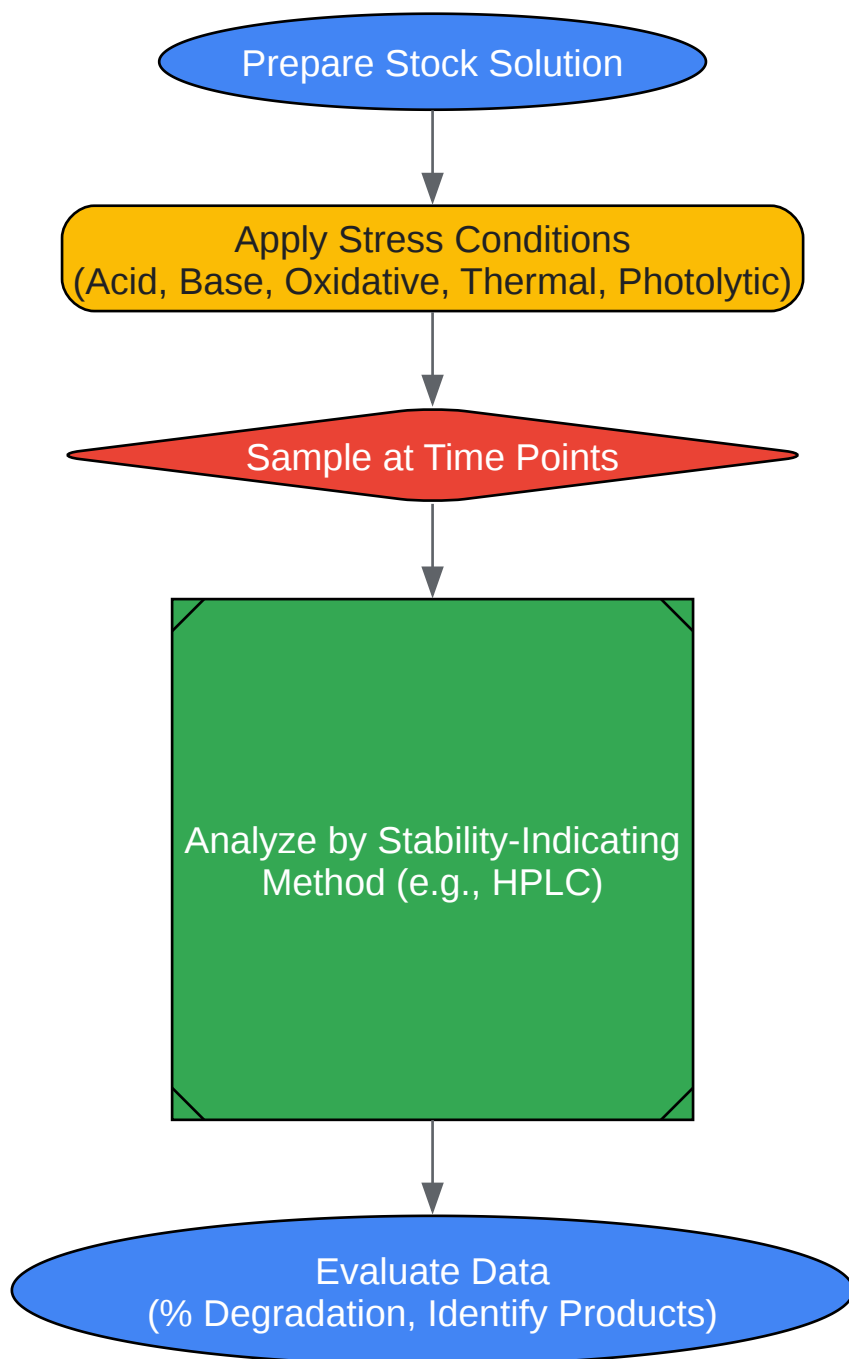 Prepare Stock Solution
Apply Stress Conditions
(Acid, Base, Oxidative, Thermal, Photolytic)
Sample at Time Points
Analyze by Stability-Indicating
Method (e.g., HPLC)
Evaluate Data
(% Degradation, Identify Products)